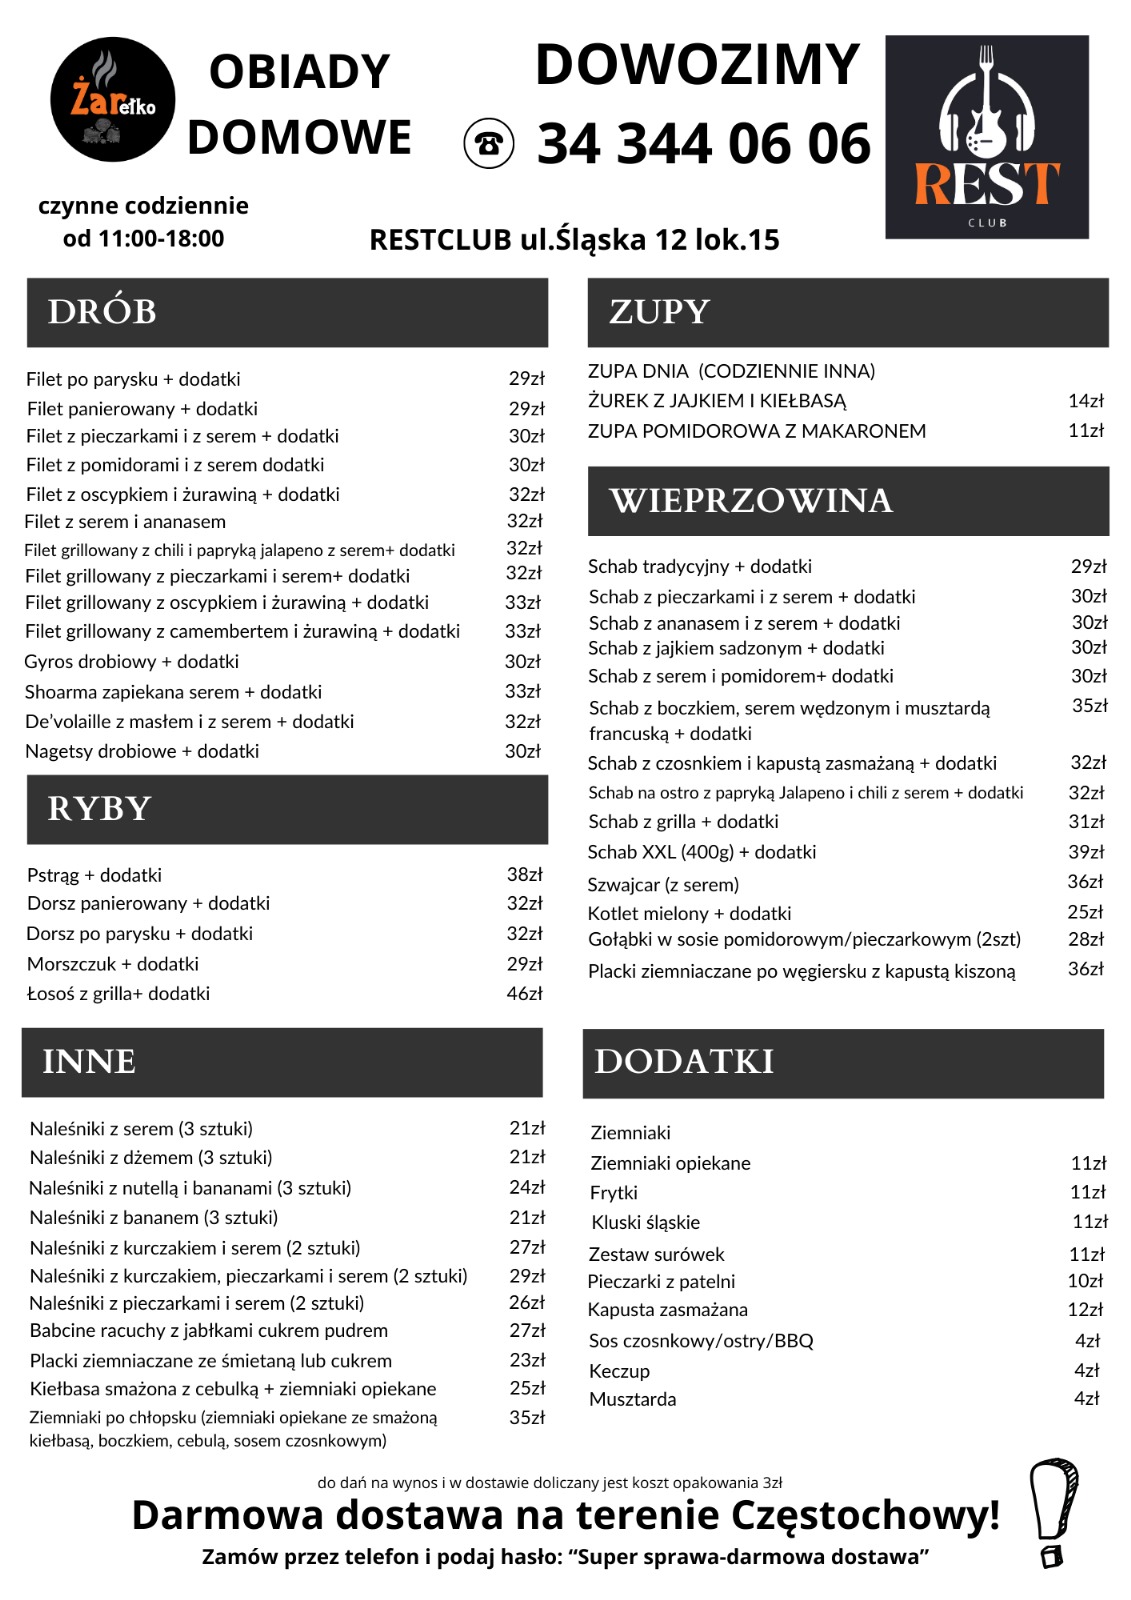 Żarełko
OBIADY
DOMOWE
czynne codziennie
od 11:00-18:00
DOWOZIMY
34 344 06 06
RESTCLUB ul.Śląska 12 lok.15
REST
CLUB
DRÓB
Filet po parysku + dodatki 29zł
Filet panierowany + dodatki 29zł
Filet z pieczarkami i z serem + dodatki 30zł
Filet z pomidorami i z serem dodatki 30zł
Filet z oscypkiem i żurawiną + dodatki 32zł
Filet z serem i ananasem 32zł
Filet grillowany z chili i papryką jalapeno z serem+ dodatki 32zł
Filet grillowany z pieczarkami i serem+ dodatki 32zł
Filet grillowany z oscypkiem i żurawiną + dodatki 33zł
Filet grillowany z camembertem i żurawiną + dodatki 33zł
Gyros drobiowy + dodatki 30zł
Shoarma zapiekana serem + dodatki 33zł
De’volaille z masłem i z serem + dodatki 32zł
Nagetsy drobiowe + dodatki 30zł
RYBY
Pstrąg + dodatki 38zł
Dorsz panierowany + dodatki 32zł
Dorsz po parysku + dodatki 32zł
Morszczuk + dodatki 29zł
Łosoś z grilla+ dodatki 46zł
INNE
Naleśniki z serem (3 sztuki) 21zł
Naleśniki z dżemem (3 sztuki) 21zł
Naleśniki z nutellą i bananami (3 sztuki) 24zł
Naleśniki z bananem (3 sztuki) 21zł
Naleśniki z kurczakiem i serem (2 sztuki) 27zł
Naleśniki z kurczakiem, pieczarkami i serem (2 sztuki) 29zł
Naleśniki z pieczarkami i serem (2 sztuki) 26zł
Babcine racuchy z jabłkami cukrem pudrem 27zł
Placki ziemniaczane ze śmietaną lub cukrem 23zł
Kiełbasa smażona z cebulką + ziemniaki opiekane 25zł
Ziemniaki po chłopsku (ziemniaki opiekane ze smażoną 35zł
kiełbasą, boczkiem, cebulą, sosem czosnkowym)
ZUPY
ZUPA DNIA (CODZIENNIE INNA)
ŻUREK Z JAJKIEM I KIEŁBASĄ 14zł
ZUPA POMIDOROWA Z MAKARONEM 11zł
WIEPRZOWINA
Schab tradycyjny + dodatki 29zł
Schab z pieczarkami i z serem + dodatki 30zł
Schab z ananasem i z serem + dodatki 30zł
Schab z jajkiem sadzonym + dodatki 30zł
Schab z serem i pomidorem+ dodatki 30zł
Schab z boczkiem, serem wędzonym i musztardą 35zł
francuską + dodatki
Schab z czosnkiem i kapustą zasmażaną + dodatki 32zł
Schab na ostro z papryką Jalapeno i chili z serem + dodatki 32zł
Schab z grilla + dodatki 31zł
Schab XXL (400g) + dodatki 39zł
Szwajcar (z serem) 36zł
Kotlet mielony + dodatki 25zł
Gołąbki w sosie pomidorowym/pieczarkowym (2szt) 28zł
Placki ziemniaczane po węgiersku z kapustą kiszoną 36zł
DODATKI
Ziemniaki
Ziemniaki opiekane 11zł
Frytki 11zł
Kluski śląskie 11zł
Zestaw surówek 11zł
Pieczarki z patelni 10zł
Kapusta zasmażana 12zł
Sos czosnkowy/ostry/BBQ 4zł
Keczup 4zł
Musztarda 4zł
do dań na wynos i w dostawie doliczany jest koszt opakowania 3zł
Darmowa dostawa na terenie Częstochowy!
Zamów przez telefon i podaj hasło: “Super sprawa-darmowa dostawa”